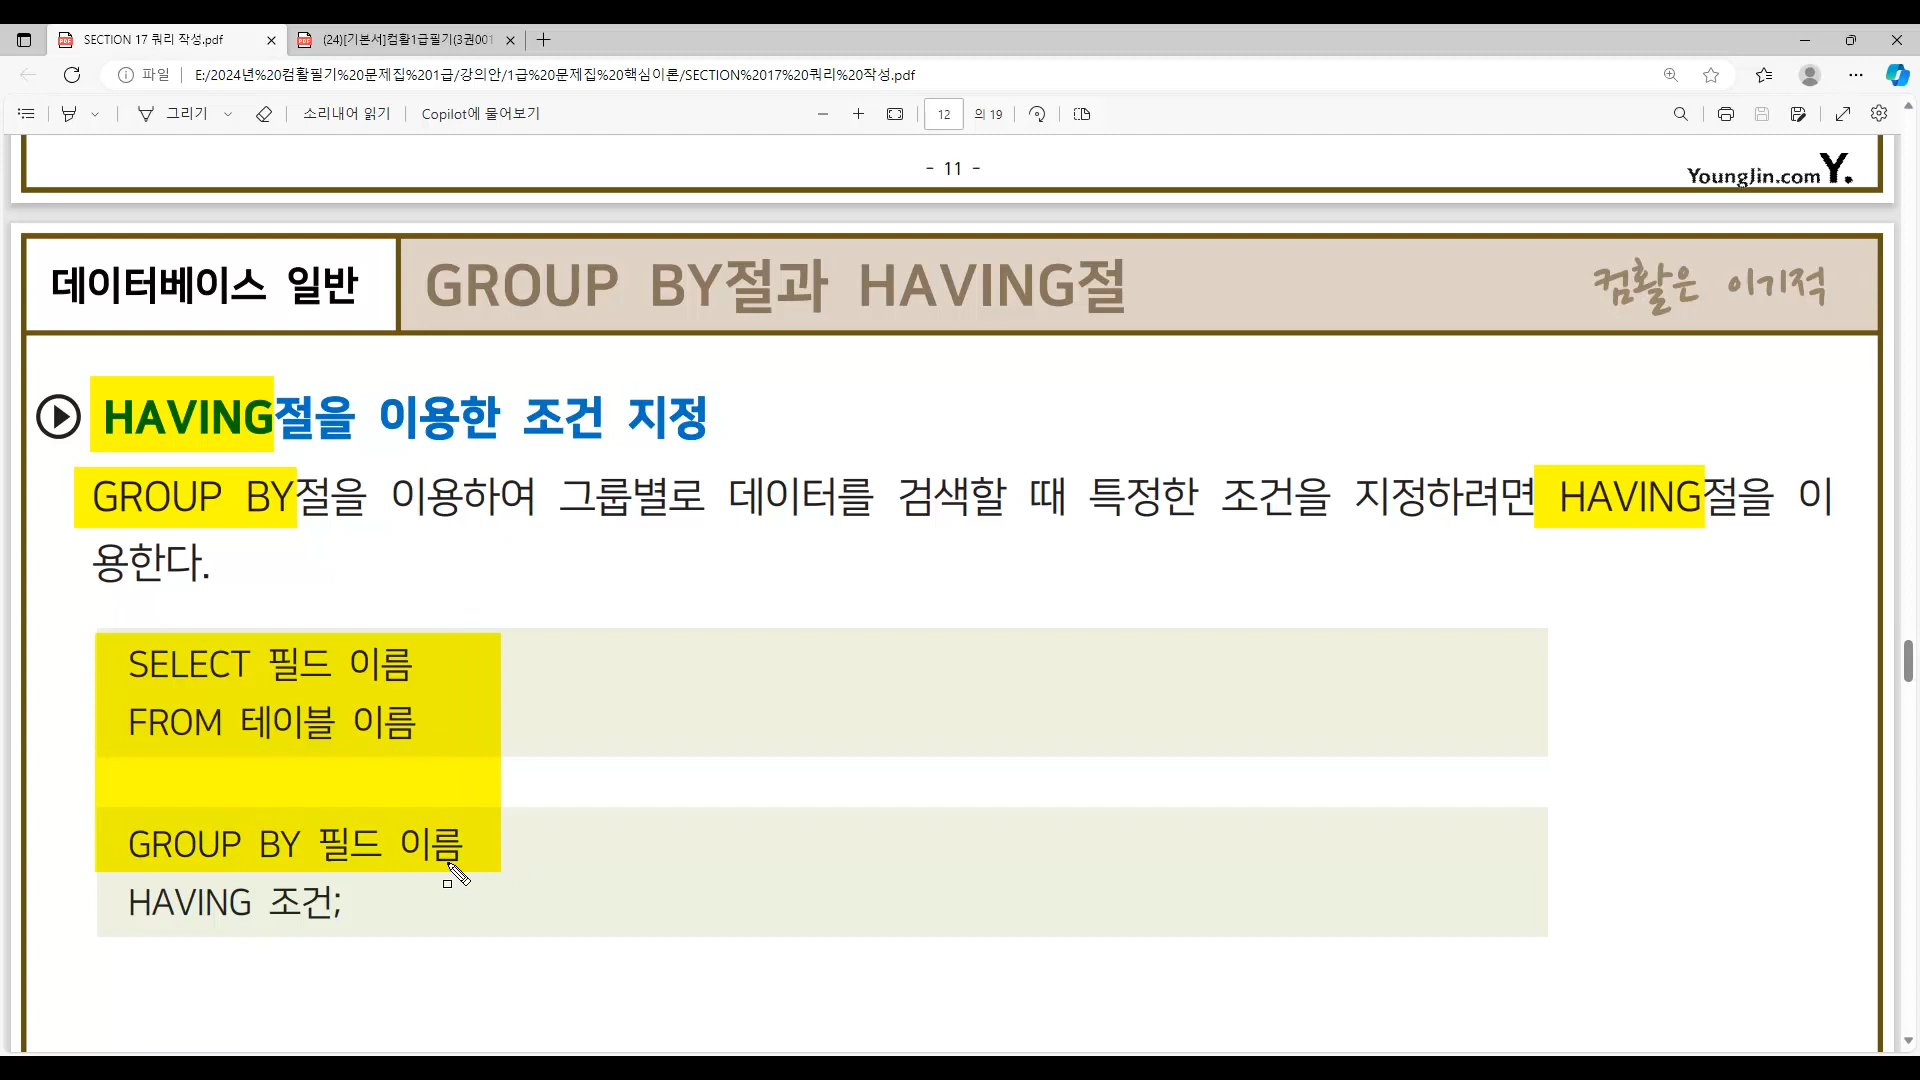 SECTION 17 쿼리 작성.pdf
(24)[기본서]컴활1급필기(3권001
파일
E:/2024년%20컴활필기%20문제집%201급/강의안/1급%20문제집%20핵심이론/SECTION%2017%20쿼리%20작성.pdf
그리기
소리내어 읽기
Copilot에 물어보기
12 의 19
- 11 -
YoungJin.com Y.
데이터베이스 일반
GROUP BY절과 HAVING절
컴활은 이기적
HAVING절을 이용한 조건 지정
GROUP BY절을 이용하여 그룹별로 데이터를 검색할 때 특정한 조건을 지정하려면 HAVING절을 이
용한다.
SELECT 필드 이름
FROM 테이블 이름
GROUP BY 필드 이름
HAVING 조건;